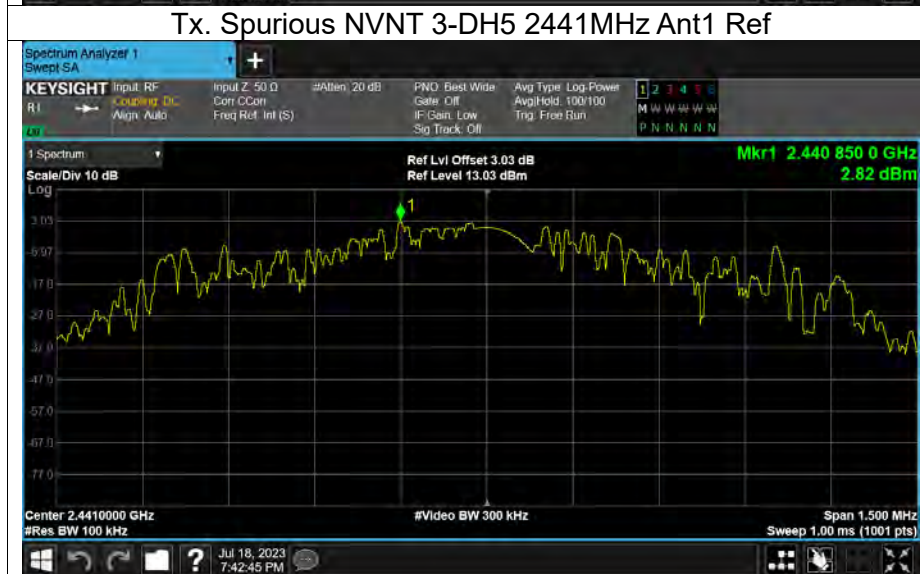 Tx. Spurious NVNT 3-DH5 2441MHz Ant1 Ref
Spectrum Analyzer 1
Swept SA
+
KEYSIGHT
Input: RF
Coupling: DC
Align: Auto
Input Z: 50 Ω
Corr CCorr
Freq Ref: Int (S)
#Atten: 20 dB
PNO: Best Wide
Gate: Off
IF Gain: Low
Sig Track: Off
Avg Type: Log-Power
Avg|Hold: 100/100
Trig: Free Run
1 2 3 4 5 6
M W W W W W
P N N N N N
1 Spectrum
Scale/Div 10 dB
Ref Lvl Offset 3.03 dB
Ref Level 13.03 dBm
Mkr1 2.440 850 0 GHz
2.82 dBm
Log
1
3.03
-6.97
-17.0
-27.0
-37.0
-47.0
-57.0
-67.0
-77.0
Center 2.4410000 GHz
#Res BW 100 kHz
#Video BW 300 kHz
Span 1.500 MHz
Sweep 1.00 ms (1001 pts)
?
Jul 18, 2023
7:42:45 PM